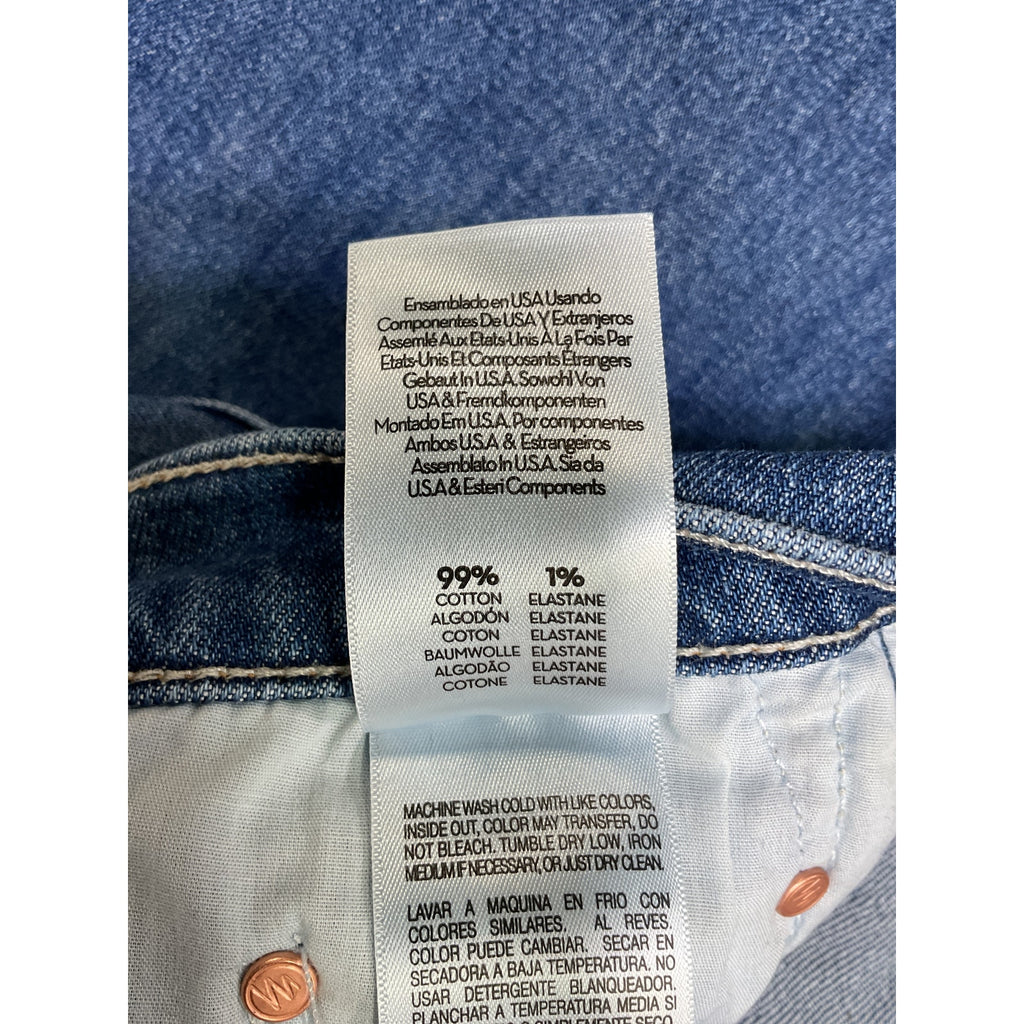 Ensamblado en USA Usando
Componentes De USA Y Extranjeros
Assemlé Aux Etats-Unis À La Fois Par
Etats-Unis Et Composants Étrangers
Gebaut In U.S.A. Sowohl Von
USA & Fremdkomponenten
Montado Em U.S.A. Por componentes
Ambos U.S.A & Estrangeiros
Assemblato In U.S.A. Sia da
U.S.A & Esteri Components
99% 1%
COTTON ELASTANE
ALGODÓN ELASTANE
COTON ELASTANE
BAUMWOLLE ELASTANE
ALGODÃO ELASTANE
COTONE ELASTANE
MACHINE WASH COLD WITH LIKE COLORS,
INSIDE OUT, COLOR MAY TRANSFER, DO
NOT BLEACH. TUMBLE DRY LOW, IRON
MEDIUM IF NECESSARY, OR JUST DRY CLEAN.
LAVAR A MAQUINA EN FRIO CON
COLORES SIMILARES. AL REVES.
COLOR PUEDE CAMBIAR. SECAR EN
SECADORA A BAJA TEMPERATURA. NO
USAR DETERGENTE BLANQUEADOR.
PLANCHAR A TEMPERATURA MEDIA SI
O SIMPLEMENTE SECO